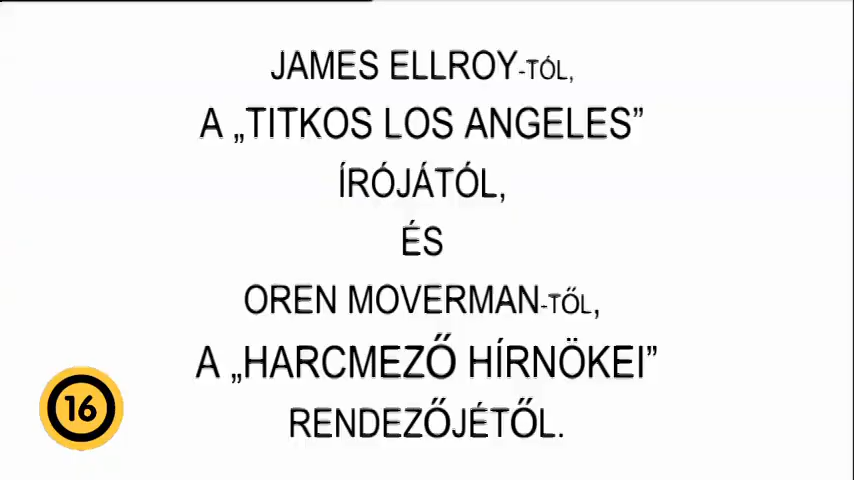 JAMES ELLROY-TÓL,
A „TITKOS LOS ANGELES”
ÍRÓJÁTÓL,
ÉS
OREN MOVERMAN-TŐL,
A „HARCMEZŐ HÍRNÖKEI”
RENDEZŐJÉTŐL.
16